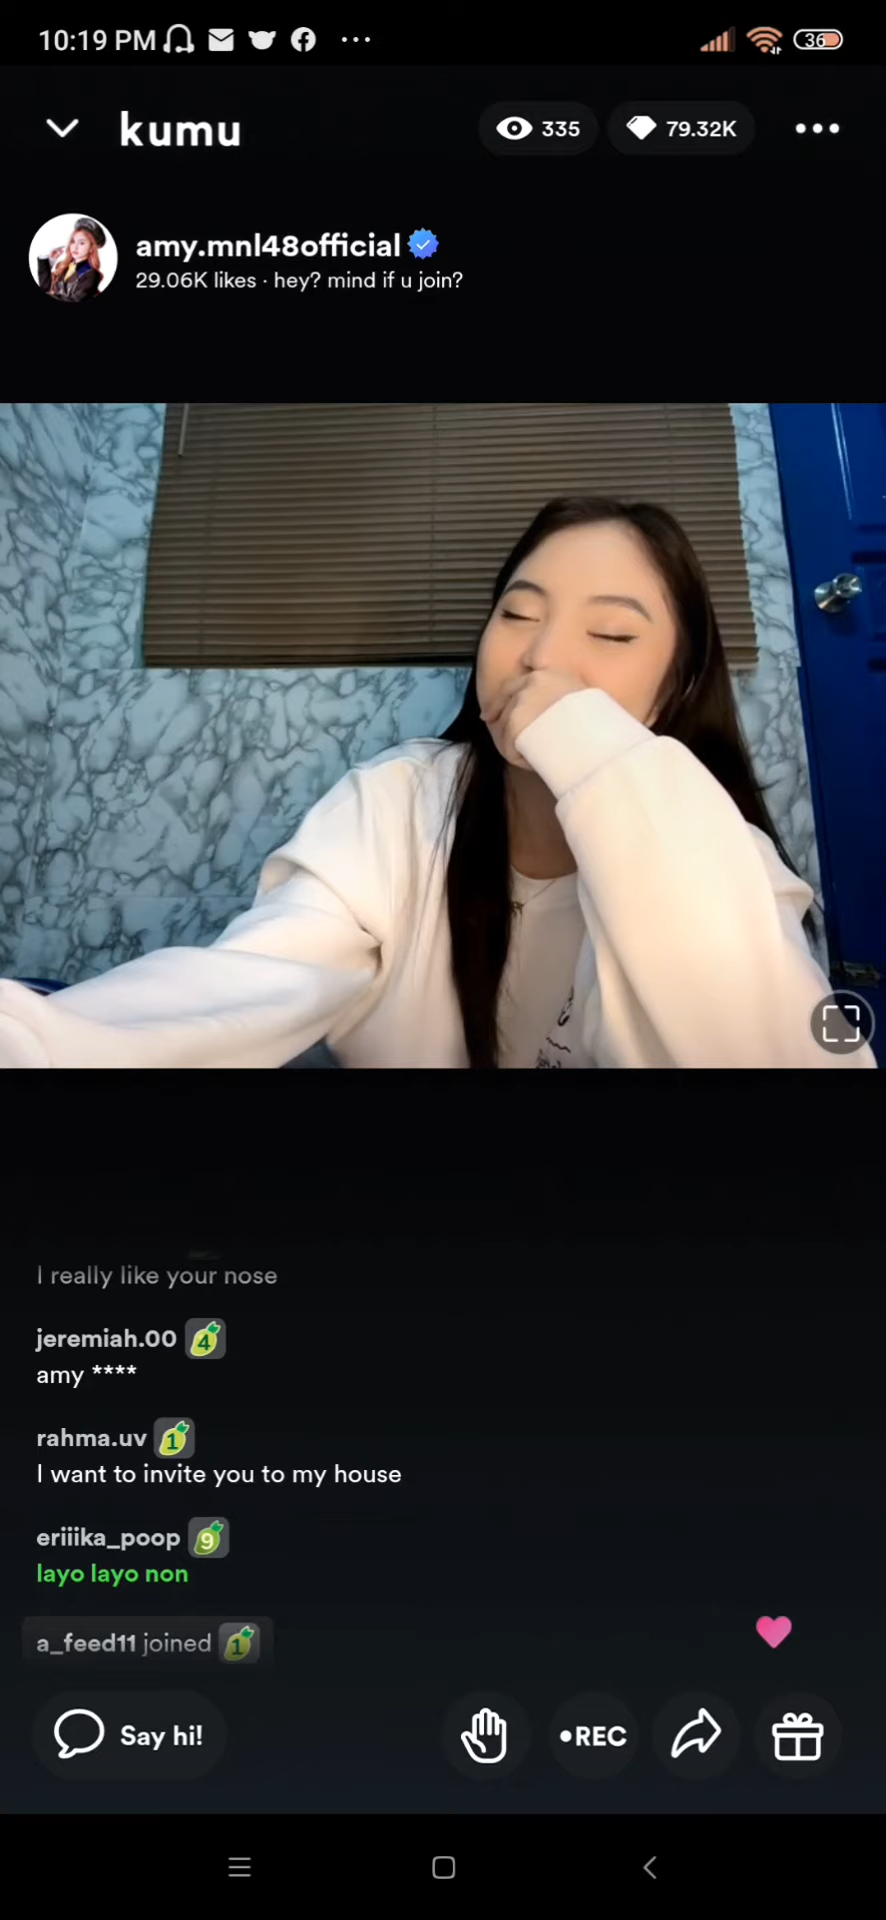 10:19 PM 36
kumu 335 79.32K
amy.mnl48official
29.06K likes · hey? mind if u join?
I really like your nose
jeremiah.00 4
amy ****
rahma.uv 1
I want to invite you to my house
eriiika_poop 9
layo layo non
a_feed11 joined 1
Say hi! •REC